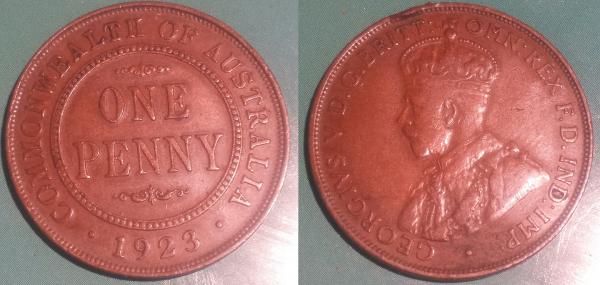 COMMONWEALTH OF AUSTRALIA
ONE
PENNY
· 1923 ·
GEORGIVS V D.G.BRITT: OMN: REX F.D. IND: IMP: